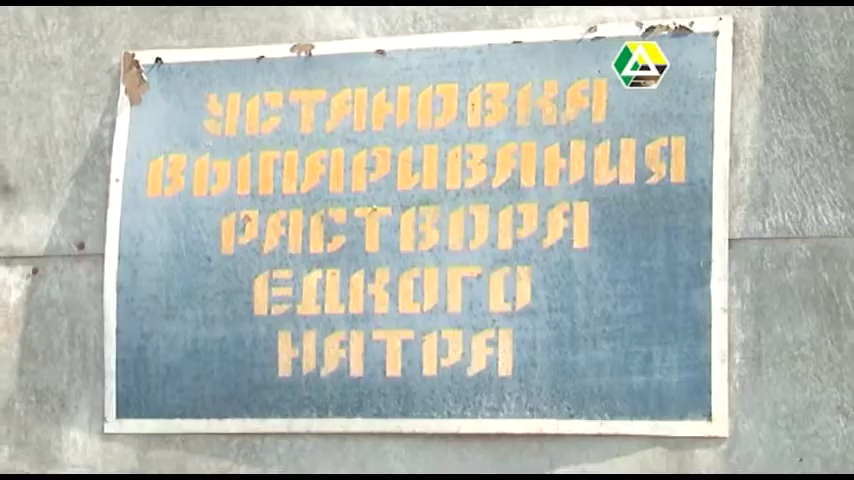 УСТАНОВКА
ВЫПАРИВАНИЯ
РАСТВОРА
ЕДКОГО
НАТРА